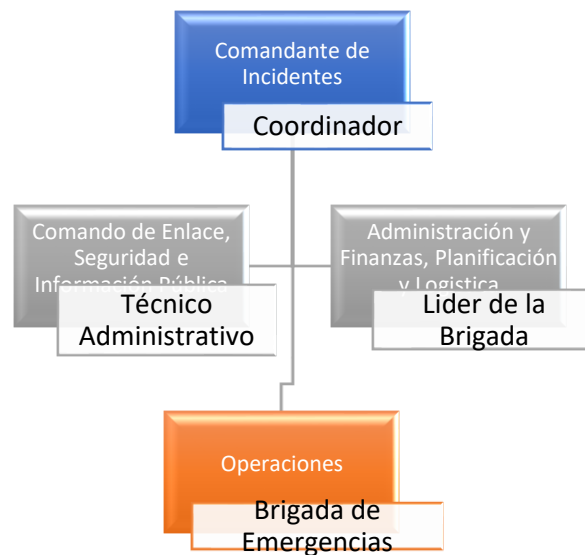 Comandante de
Incidentes
Coordinador
Comando de Enlace,
Seguridad e
Información Pública
Técnico
Administrativo
Administración y
Finanzas, Planificación
y Logistica
Lider de la
Brigada
Operaciones
Brigada de
Emergencias